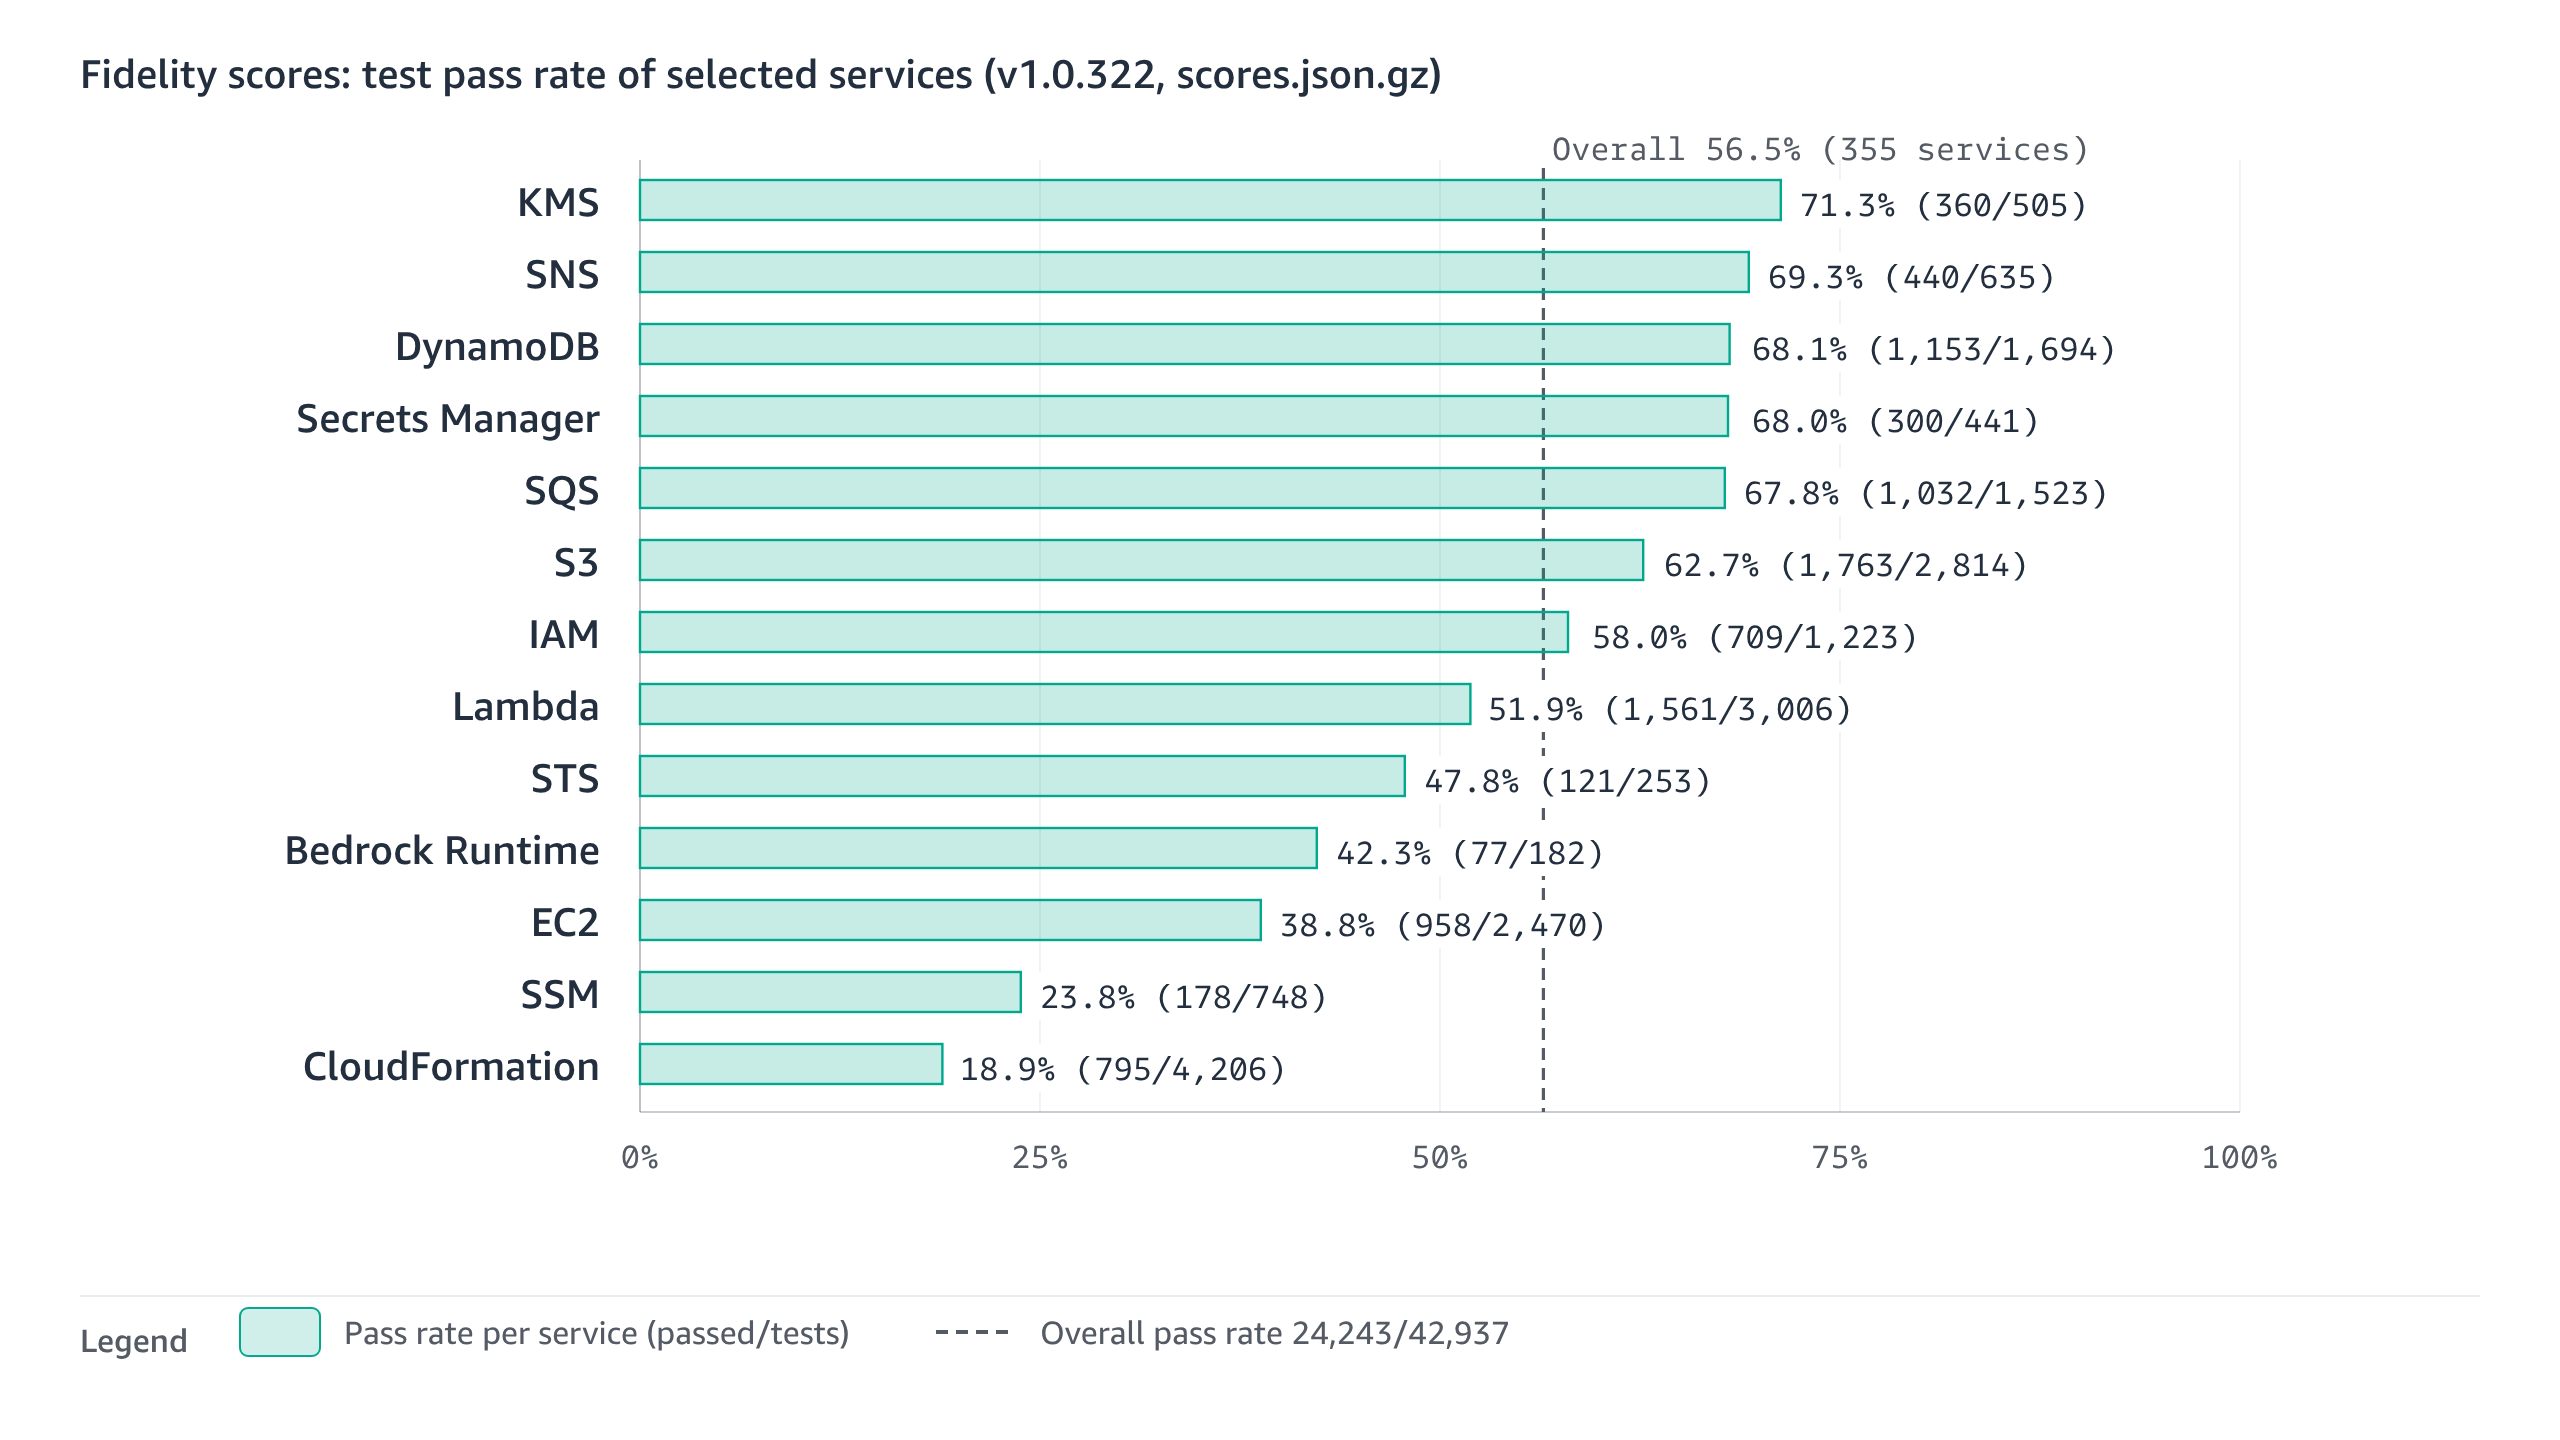 Fidelity scores: test pass rate of selected services (v1.0.322, scores.json.gz)
Overall 56.5% (355 services)
KMS 71.3% (360/505)
SNS 69.3% (440/635)
DynamoDB 68.1% (1,153/1,694)
Secrets Manager 68.0% (300/441)
SQS 67.8% (1,032/1,523)
S3 62.7% (1,763/2,814)
IAM 58.0% (709/1,223)
Lambda 51.9% (1,561/3,006)
STS 47.8% (121/253)
Bedrock Runtime 42.3% (77/182)
EC2 38.8% (958/2,470)
SSM 23.8% (178/748)
CloudFormation 18.9% (795/4,206)
0% 25% 50% 75% 100%
Legend Pass rate per service (passed/tests) Overall pass rate 24,243/42,937